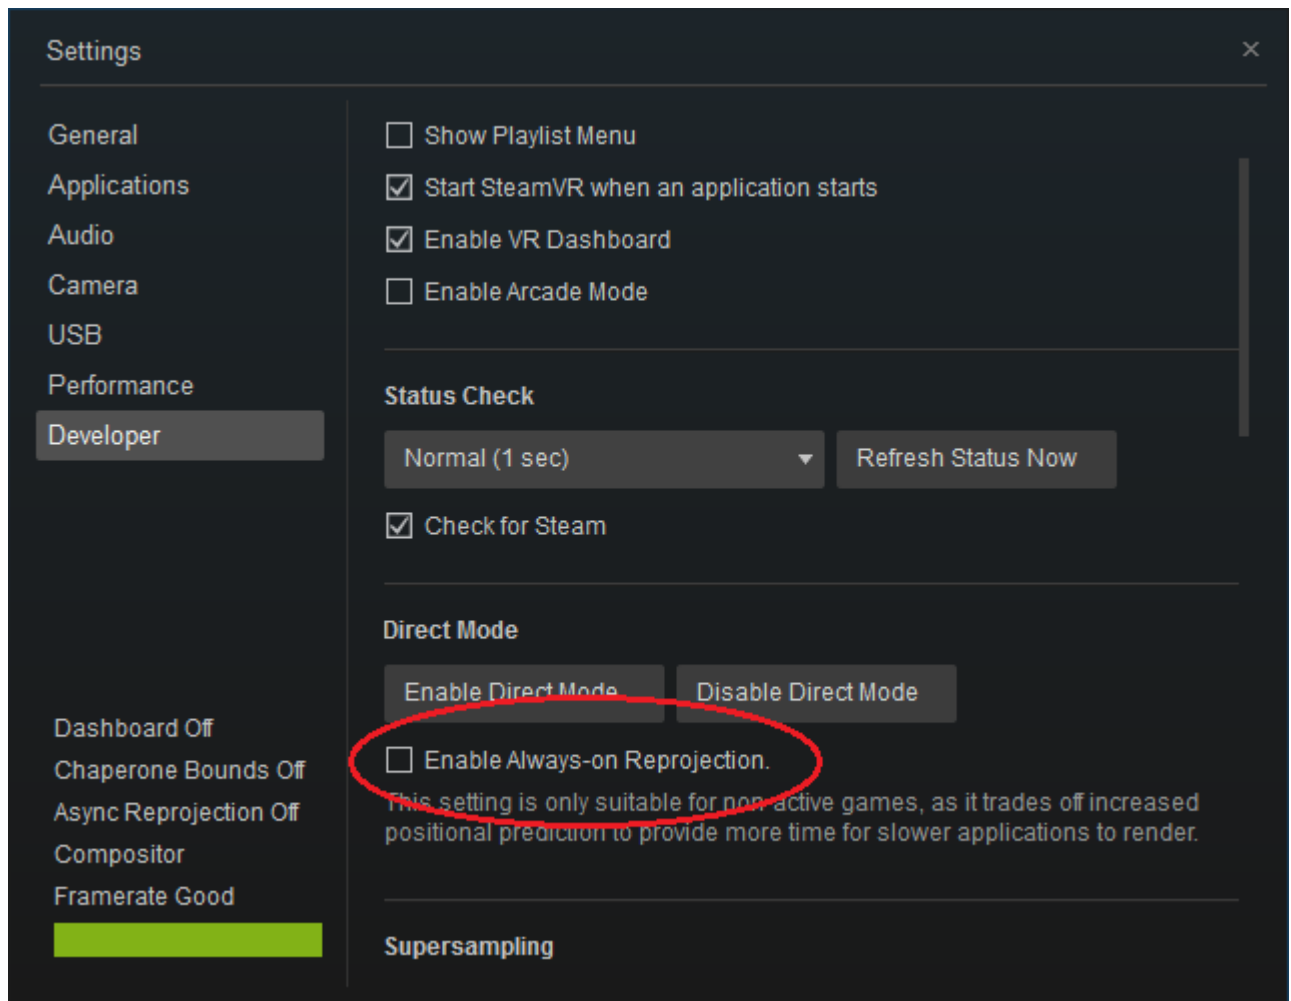 Settings
General
Applications
Audio
Camera
USB
Performance
Developer
Dashboard Off
Chaperone Bounds Off
Async Reprojection Off
Compositor
Framerate Good
Show Playlist Menu
Start SteamVR when an application starts
Enable VR Dashboard
Enable Arcade Mode
Status Check
Normal (1 sec)
Refresh Status Now
Check for Steam
Direct Mode
Enable Direct Mode
Disable Direct Mode
Enable Always-on Reprojection.
This setting is only suitable for non-active games, as it trades off increased
positional prediction to provide more time for slower applications to render.
Supersampling